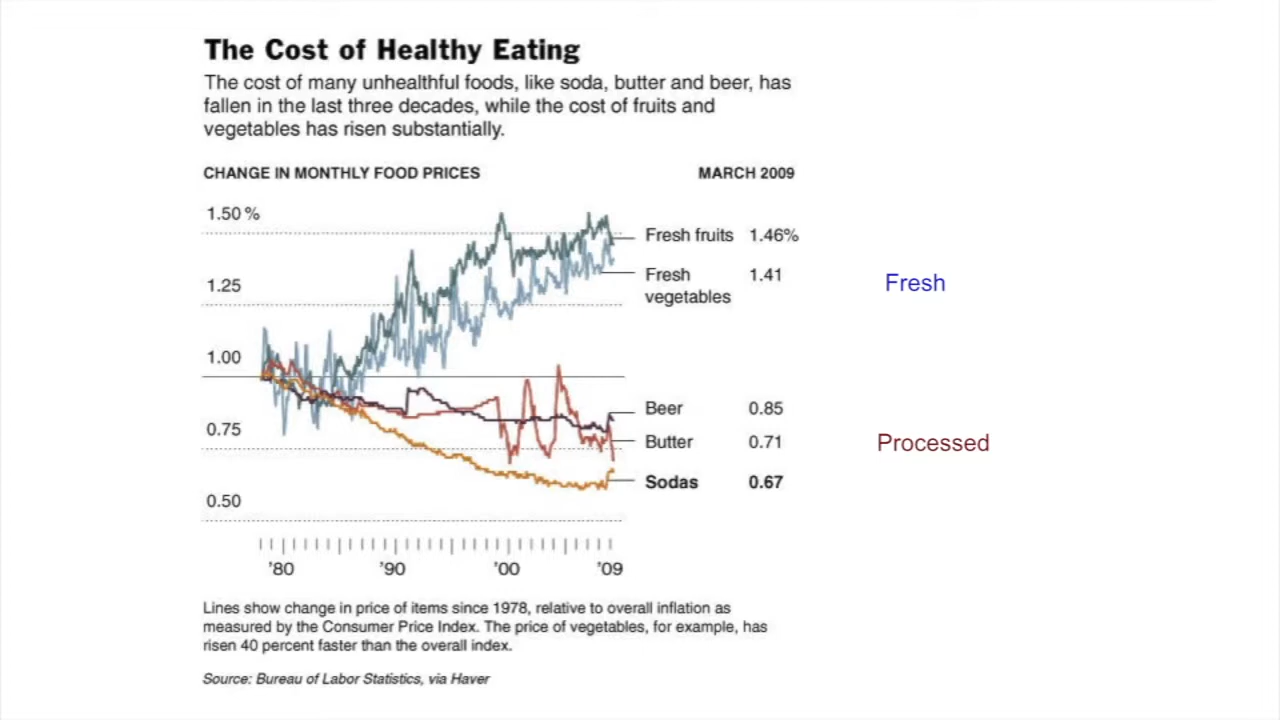 The Cost of Healthy Eating
The cost of many unhealthful foods, like soda, butter and beer, has
fallen in the last three decades, while the cost of fruits and
vegetables has risen substantially.
CHANGE IN MONTHLY FOOD PRICES
MARCH 2009
1.50 %
1.25
1.00
0.75
0.50
Fresh fruits 1.46%
Fresh 1.41
vegetables
Beer 0.85
Butter 0.71
Sodas 0.67
Fresh
Processed
'80 '90 '00 '09
Lines show change in price of items since 1978, relative to overall inflation as
measured by the Consumer Price Index. The price of vegetables, for example, has
risen 40 percent faster than the overall index.
Source: Bureau of Labor Statistics, via Haver